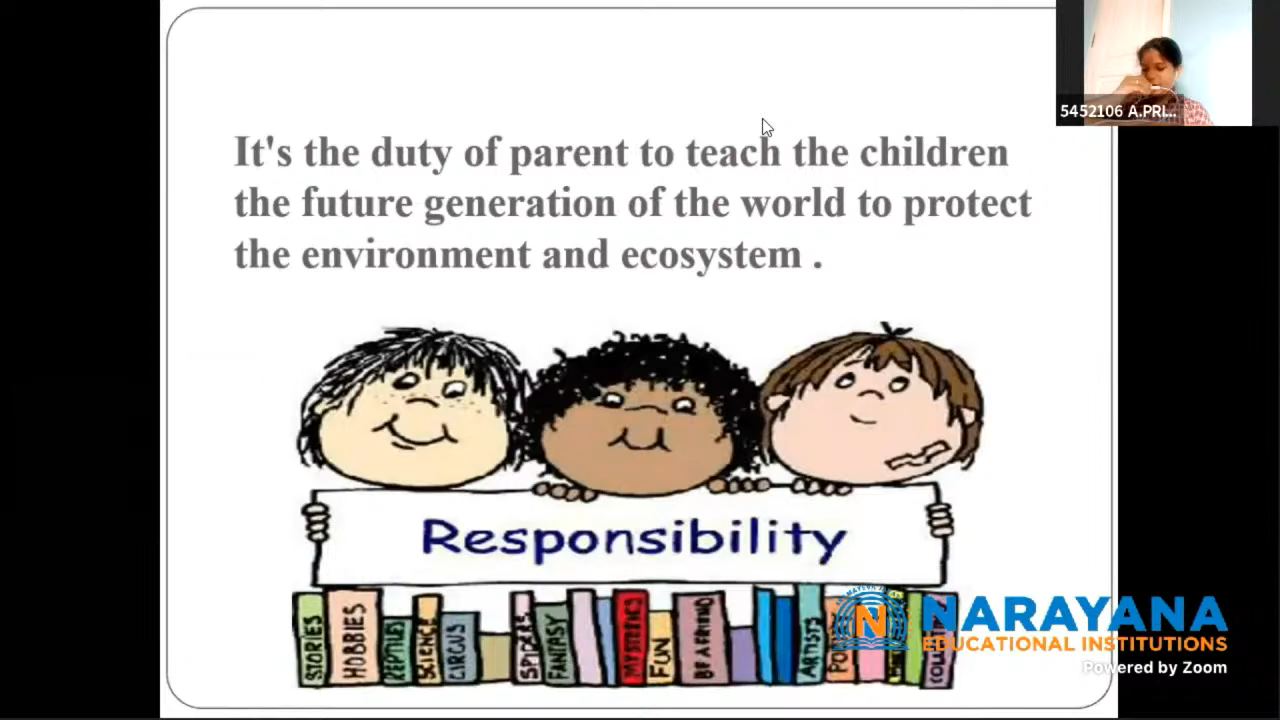 5452106 A.PRI...
It's the duty of parent to teach the children
the future generation of the world to protect
the environment and ecosystem .
Responsibility
STORIES
HOBBIES
REPTILES
SCIENCE
CIRCUS
SPIDERS
FANTASY
MYSTERIES
FUN
BE A FRIEND
ARTISTS
N
NARAYANA
EDUCATIONAL INSTITUTIONS
Powered by Zoom